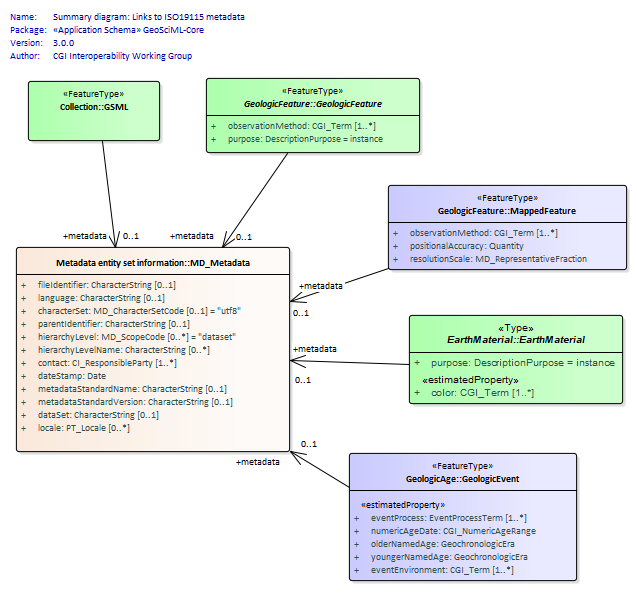 Name: Summary diagram: Links to ISO19115 metadata
Package: «Application Schema» GeoSciML-Core
Version: 3.0.0
Author: CGI Interoperability Working Group
«FeatureType»
Collection::GSML
«FeatureType»
GeologicFeature::GeologicFeature
+ observationMethod: CGI_Term [1..*]
+ purpose: DescriptionPurpose = instance
«FeatureType»
GeologicFeature::MappedFeature
+ observationMethod: CGI_Term [1..*]
+ positionalAccuracy: Quantity
+ resolutionScale: MD_RepresentativeFraction
+metadata 0..1
+metadata 0..1
Metadata entity set information::MD_Metadata
+ fileIdentifier: CharacterString [0..1]
+ language: CharacterString [0..1]
+ characterSet: MD_CharacterSetCode [0..1] = "utf8"
+ parentIdentifier: CharacterString [0..1]
+ hierarchyLevel: MD_ScopeCode [0..*] = "dataset"
+ hierarchyLevelName: CharacterString [0..*]
+ contact: CI_ResponsibleParty [1..*]
+ dateStamp: Date
+ metadataStandardName: CharacterString [0..1]
+ metadataStandardVersion: CharacterString [0..1]
+ dataSet: CharacterString [0..1]
+ locale: PT_Locale [0..*]
+metadata
0..1
+metadata
0..1
«Type»
EarthMaterial::EarthMaterial
+ purpose: DescriptionPurpose = instance
«estimatedProperty»
+ color: CGI_Term [1..*]
0..1
+metadata
«FeatureType»
GeologicAge::GeologicEvent
«estimatedProperty»
+ eventProcess: EventProcessTerm [1..*]
+ numericAgeDate: CGI_NumericAgeRange
+ olderNamedAge: GeochronologicEra
+ youngerNamedAge: GeochronologicEra
+ eventEnvironment: CGI_Term [1..*]